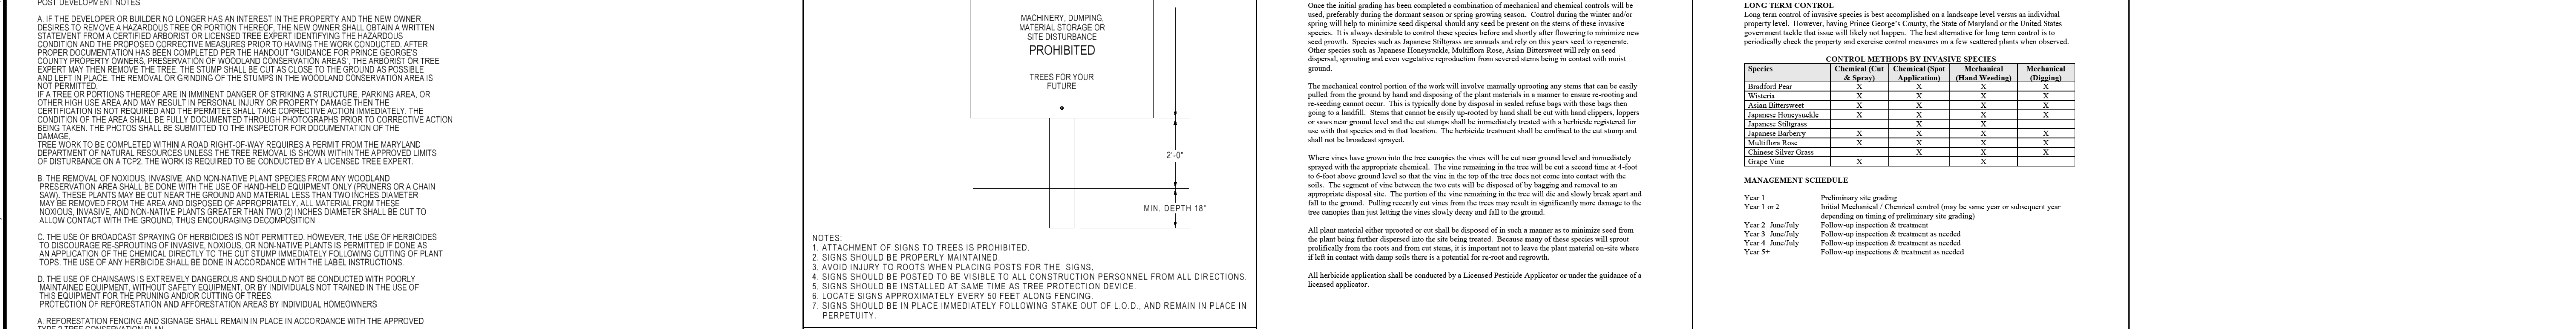 POST DEVELOPMENT NOTES
A. IF THE DEVELOPER OR BUILDER NO LONGER HAS AN INTEREST IN THE PROPERTY AND THE NEW OWNER
DESIRES TO REMOVE A HAZARDOUS TREE OR PORTION THEREOF, THE NEW OWNER SHALL OBTAIN A WRITTEN
STATEMENT FROM A CERTIFIED ARBORIST OR LICENSED TREE EXPERT IDENTIFYING THE HAZARDOUS
CONDITION AND THE PROPOSED CORRECTIVE MEASURES PRIOR TO HAVING THE WORK CONDUCTED. AFTER
PROPER DOCUMENTATION HAS BEEN COMPLETED PER THE HANDOUT "GUIDANCE FOR PRINCE GEORGE'S
COUNTY PROPERTY OWNERS, PRESERVATION OF WOODLAND CONSERVATION AREAS", THE ARBORIST OR TREE
EXPERT MAY THEN REMOVE THE TREE. THE STUMP SHALL BE CUT AS CLOSE TO THE GROUND AS POSSIBLE
AND LEFT IN PLACE. THE REMOVAL OR GRINDING OF THE STUMPS IN THE WOODLAND CONSERVATION AREA IS
NOT PERMITTED.
IF A TREE OR PORTIONS THEREOF ARE IN IMMINENT DANGER OF STRIKING A STRUCTURE, PARKING AREA, OR
OTHER HIGH USE AREA AND MAY RESULT IN PERSONAL INJURY OR PROPERTY DAMAGE THEN THE
CERTIFICATION IS NOT REQUIRED AND THE PERMITEE SHALL TAKE CORRECTIVE ACTION IMMEDIATELY. THE
CONDITION OF THE AREA SHALL BE FULLY DOCUMENTED THROUGH PHOTOGRAPHS PRIOR TO CORRECTIVE ACTION
BEING TAKEN. THE PHOTOS SHALL BE SUBMITTED TO THE INSPECTOR FOR DOCUMENTATION OF THE
DAMAGE.
TREE WORK TO BE COMPLETED WITHIN A ROAD RIGHT-OF-WAY REQUIRES A PERMIT FROM THE MARYLAND
DEPARTMENT OF NATURAL RESOURCES UNLESS THE TREE REMOVAL IS SHOWN WITHIN THE APPROVED LIMITS
OF DISTURBANCE ON A TCP2. THE WORK IS REQUIRED TO BE CONDUCTED BY A LICENSED TREE EXPERT.
B. THE REMOVAL OF NOXIOUS, INVASIVE, AND NON-NATIVE PLANT SPECIES FROM ANY WOODLAND
PRESERVATION AREA SHALL BE DONE WITH THE USE OF HAND-HELD EQUIPMENT ONLY (PRUNERS OR A CHAIN
SAW). THESE PLANTS MAY BE CUT NEAR THE GROUND AND MATERIAL LESS THAN TWO INCHES DIAMETER
MAY BE REMOVED FROM THE AREA AND DISPOSED OF APPROPRIATELY. ALL MATERIAL FROM THESE
NOXIOUS, INVASIVE, AND NON-NATIVE PLANTS GREATER THAN TWO (2) INCHES DIAMETER SHALL BE CUT TO
ALLOW CONTACT WITH THE GROUND, THUS ENCOURAGING DECOMPOSITION.
C. THE USE OF BROADCAST SPRAYING OF HERBICIDES IS NOT PERMITTED. HOWEVER, THE USE OF HERBICIDES
TO DISCOURAGE RE-SPROUTING OF INVASIVE, NOXIOUS, OR NON-NATIVE PLANTS IS PERMITTED IF DONE AS
AN APPLICATION OF THE CHEMICAL DIRECTLY TO THE CUT STUMP IMMEDIATELY FOLLOWING CUTTING OF PLANT
TOPS. THE USE OF ANY HERBICIDE SHALL BE DONE IN ACCORDANCE WITH THE LABEL INSTRUCTIONS.
D. THE USE OF CHAINSAWS IS EXTREMELY DANGEROUS AND SHOULD NOT BE CONDUCTED WITH POORLY
MAINTAINED EQUIPMENT, WITHOUT SAFETY EQUIPMENT, OR BY INDIVIDUALS NOT TRAINED IN THE USE OF
THIS EQUIPMENT FOR THE PRUNING AND/OR CUTTING OF TREES.
PROTECTION OF REFORESTATION AND AFFORESTATION AREAS BY INDIVIDUAL HOMEOWNERS
A. REFORESTATION FENCING AND SIGNAGE SHALL REMAIN IN PLACE IN ACCORDANCE WITH THE APPROVED
TYPE 2 TREE CONSERVATION PLAN
MACHINERY, DUMPING,
MATERIAL STORAGE OR
SITE DISTURBANCE
PROHIBITED
TREES FOR YOUR
FUTURE
2'-0"
MIN. DEPTH 18"
NOTES:
1. ATTACHMENT OF SIGNS TO TREES IS PROHIBITED.
2. SIGNS SHOULD BE PROPERLY MAINTAINED.
3. AVOID INJURY TO ROOTS WHEN PLACING POSTS FOR THE SIGNS.
4. SIGNS SHOULD BE POSTED TO BE VISIBLE TO ALL CONSTRUCTION PERSONNEL FROM ALL DIRECTIONS.
5. SIGNS SHOULD BE INSTALLED AT SAME TIME AS TREE PROTECTION DEVICE.
6. LOCATE SIGNS APPROXIMATELY EVERY 50 FEET ALONG FENCING.
7. SIGNS SHOULD BE IN PLACE IMMEDIATELY FOLLOWING STAKE OUT OF L.O.D., AND REMAIN IN PLACE IN
PERPETUITY.
Once the initial grading has been completed a combination of mechanical and chemical controls will be
used, preferably during the dormant season or spring growing season. Control during the winter and/or
spring will help to minimize seed dispersal should any seed be present on the stems of these invasive
species. It is always desirable to control these species before and shortly after flowering to minimize new
seed growth. Species such as Japanese Stiltgrass are annuals and rely on this years seed to regenerate.
Other species such as Japanese Honeysuckle, Multiflora Rose, Asian Bittersweet will rely on seed
dispersal, sprouting and even vegetative reproduction from severed stems being in contact with moist
ground.
The mechanical control portion of the work will involve manually uprooting any stems that can be easily
pulled from the ground by hand and disposing of the plant materials in a manner to ensure re-rooting and
re-seeding cannot occur. This is typically done by disposal in sealed refuse bags with those bags then
going to a landfill. Stems that cannot be easily up-rooted by hand shall be cut with hand clippers, loppers
or saws near ground level and the cut stumps shall be immediately treated with a herbicide registered for
use with that species and in that location. The herbicide treatment shall be confined to the cut stump and
shall not be broadcast sprayed.
Where vines have grown into the tree canopies the vines will be cut near ground level and immediately
sprayed with the appropriate chemical. The vine remaining in the tree will be cut a second time at 4-foot
to 6-foot above ground level so that the vine in the top of the tree does not come into contact with the
soils. The segment of vine between the two cuts will be disposed of by bagging and removal to an
appropriate disposal site. The portion of the vine remaining in the tree will die and slowly break apart and
fall to the ground. Pulling recently cut vines from the trees may result in significantly more damage to the
tree canopies than just letting the vines slowly decay and fall to the ground.
All plant material either uprooted or cut shall be disposed of in such a manner as to minimize seed from
the plant being further dispersed into the site being treated. Because many of these species will sprout
prolifically from the roots and from cut stems, it is important not to leave the plant material on-site where
if left in contact with damp soils there is a potential for re-root and regrowth.
All herbicide application shall be conducted by a Licensed Pesticide Applicator or under the guidance of a
licensed applicator.
LONG TERM CONTROL
Long term control of invasive species is best accomplished on a landscape level versus an individual
property level. However, having Prince George's County, the State of Maryland or the United States
government tackle that issue will likely not happen. The best alternative for long term control is to
periodically check the property and exercise control measures on a few scattered plants when observed.
CONTROL METHODS BY INVASIVE SPECIES
Species Chemical (Cut & Spray) Chemical (Spot Application) Mechanical (Hand Weeding) Mechanical (Digging)
Bradford Pear X X X X
Wisteria X X X X
Asian Bittersweet X X X X
Japanese Honeysuckle X X X X
Japanese Stiltgrass X X
Japanese Barberry X X X X
Multiflora Rose X X X X
Chinese Silver Grass X X X
Grape Vine X X
MANAGEMENT SCHEDULE
Year 1 Preliminary site grading
Year 1 or 2 Initial Mechanical / Chemical control (may be same year or subsequent year
depending on timing of preliminary site grading)
Year 2 June/July Follow-up inspection & treatment
Year 3 June/July Follow-up inspection & treatment as needed
Year 4 June/July Follow-up inspection & treatment as needed
Year 5+ Follow-up inspections & treatment as needed